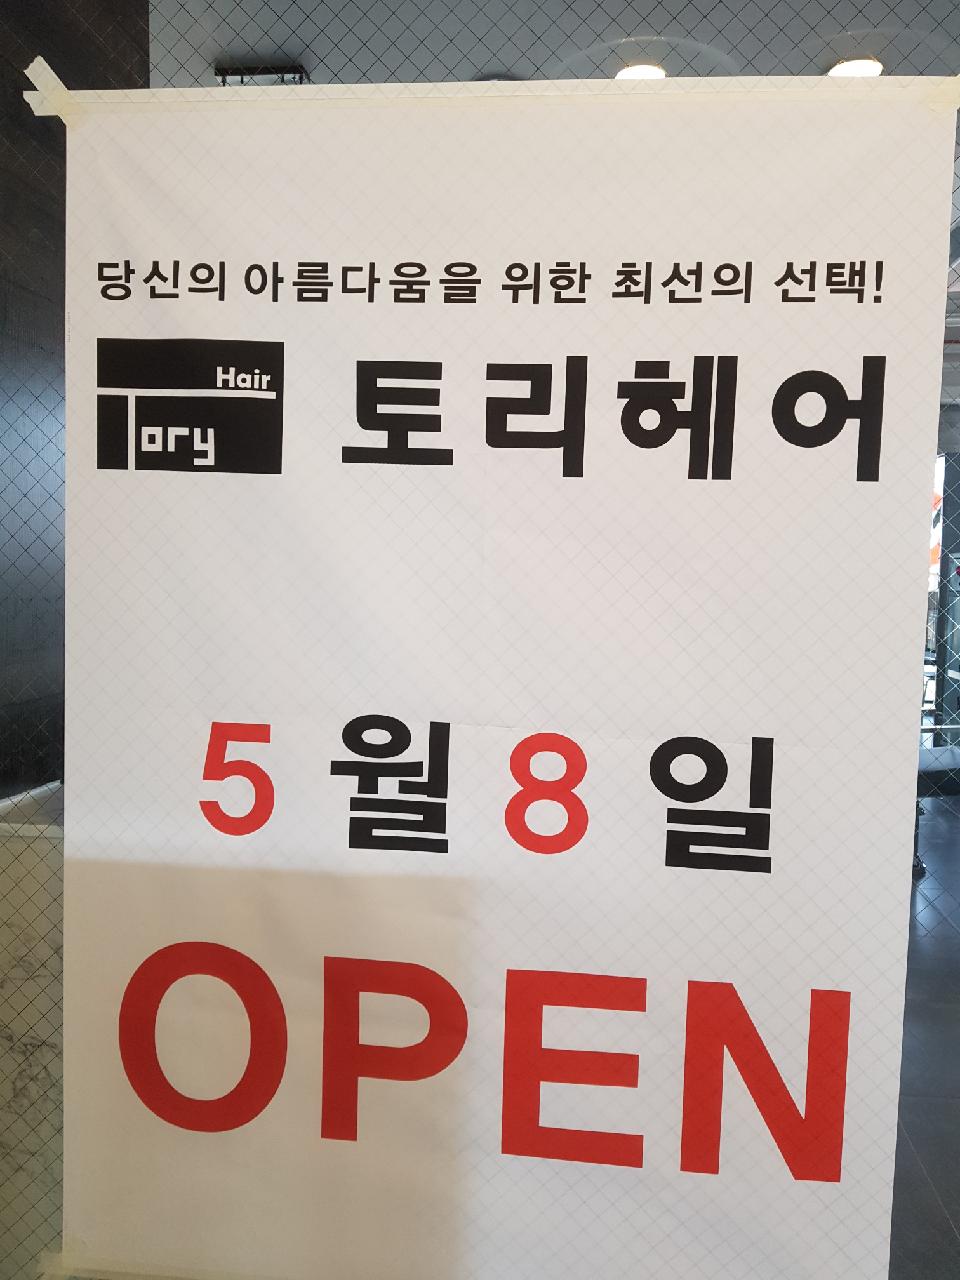 당신의 아름다움을 위한 최선의 선택!
Hair
Tory
토리헤어
5월 8일
OPEN